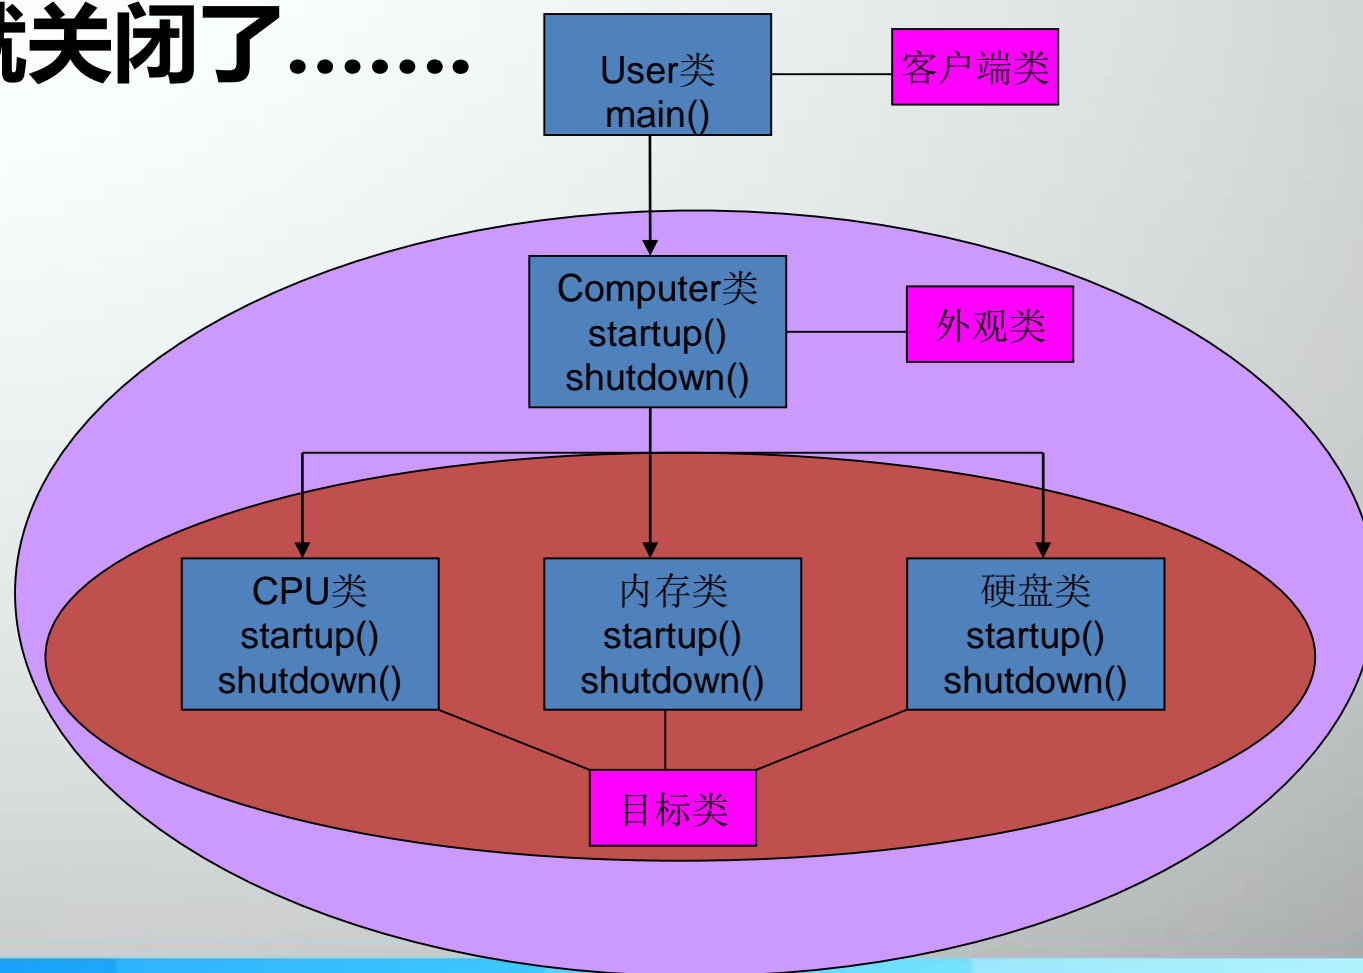 就关闭了.......
User类
main()
客户端类
Computer类
startup()
shutdown()
外观类
CPU类
startup()
shutdown()
内存类
startup()
shutdown()
硬盘类
startup()
shutdown()
目标类